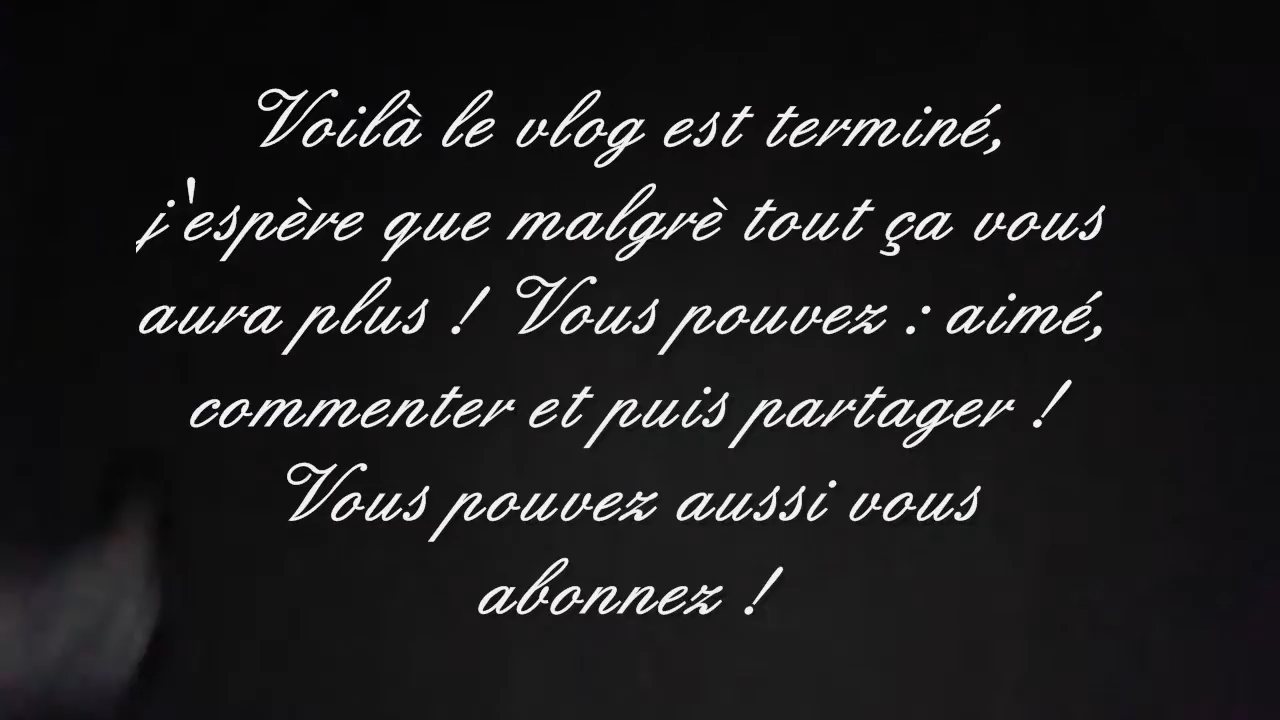 Voilà le vlog est terminé,
j'espère que malgrè tout ça vous
aura plus ! Vous pouvez : aimé,
commenter et puis partager !
Vous pouvez aussi vous
abonnez !